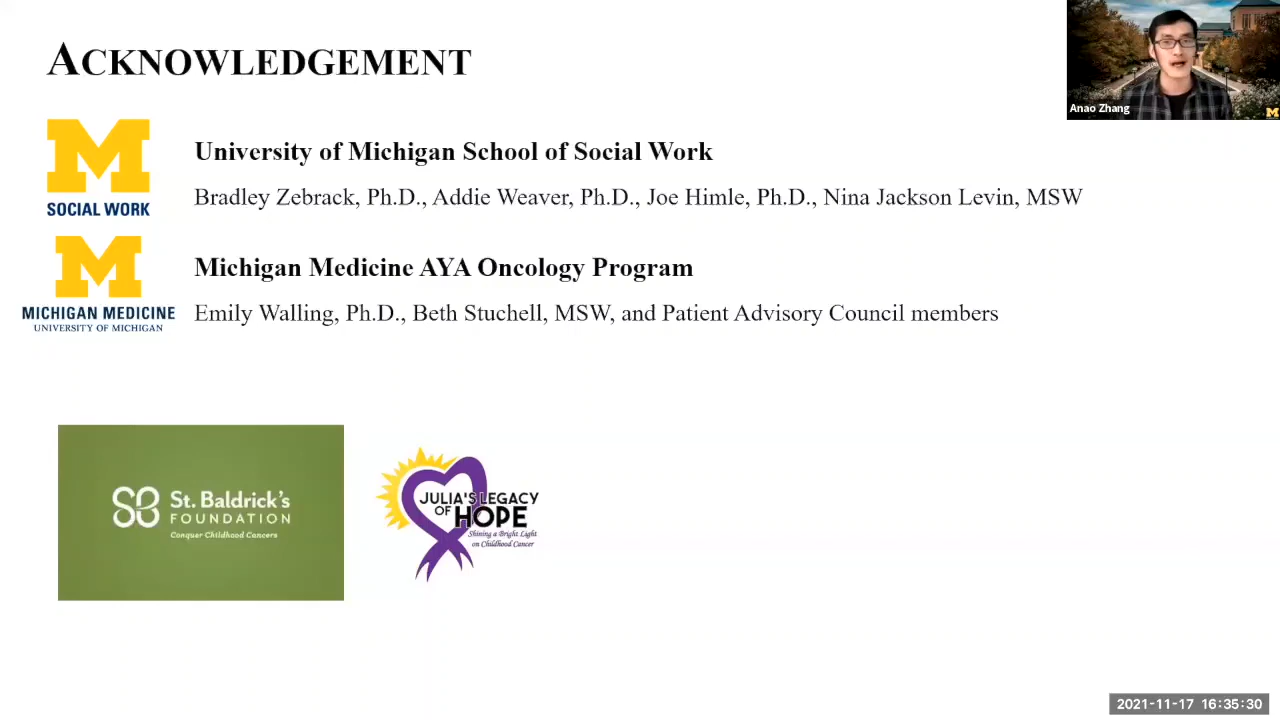 ACKNOWLEDGEMENT
Anao Zhang
M
M
SOCIAL WORK
University of Michigan School of Social Work
Bradley Zebrack, Ph.D., Addie Weaver, Ph.D., Joe Himle, Ph.D., Nina Jackson Levin, MSW
M
MICHIGAN MEDICINE
UNIVERSITY OF MICHIGAN
Michigan Medicine AYA Oncology Program
Emily Walling, Ph.D., Beth Stuchell, MSW, and Patient Advisory Council members
SB St. Baldrick's
FOUNDATION
Conquer Childhood Cancers
JULIA'S LEGACY
OF HOPE
Shining a Bright Light
on Childhood Cancer
2021-11-17 16:35:30